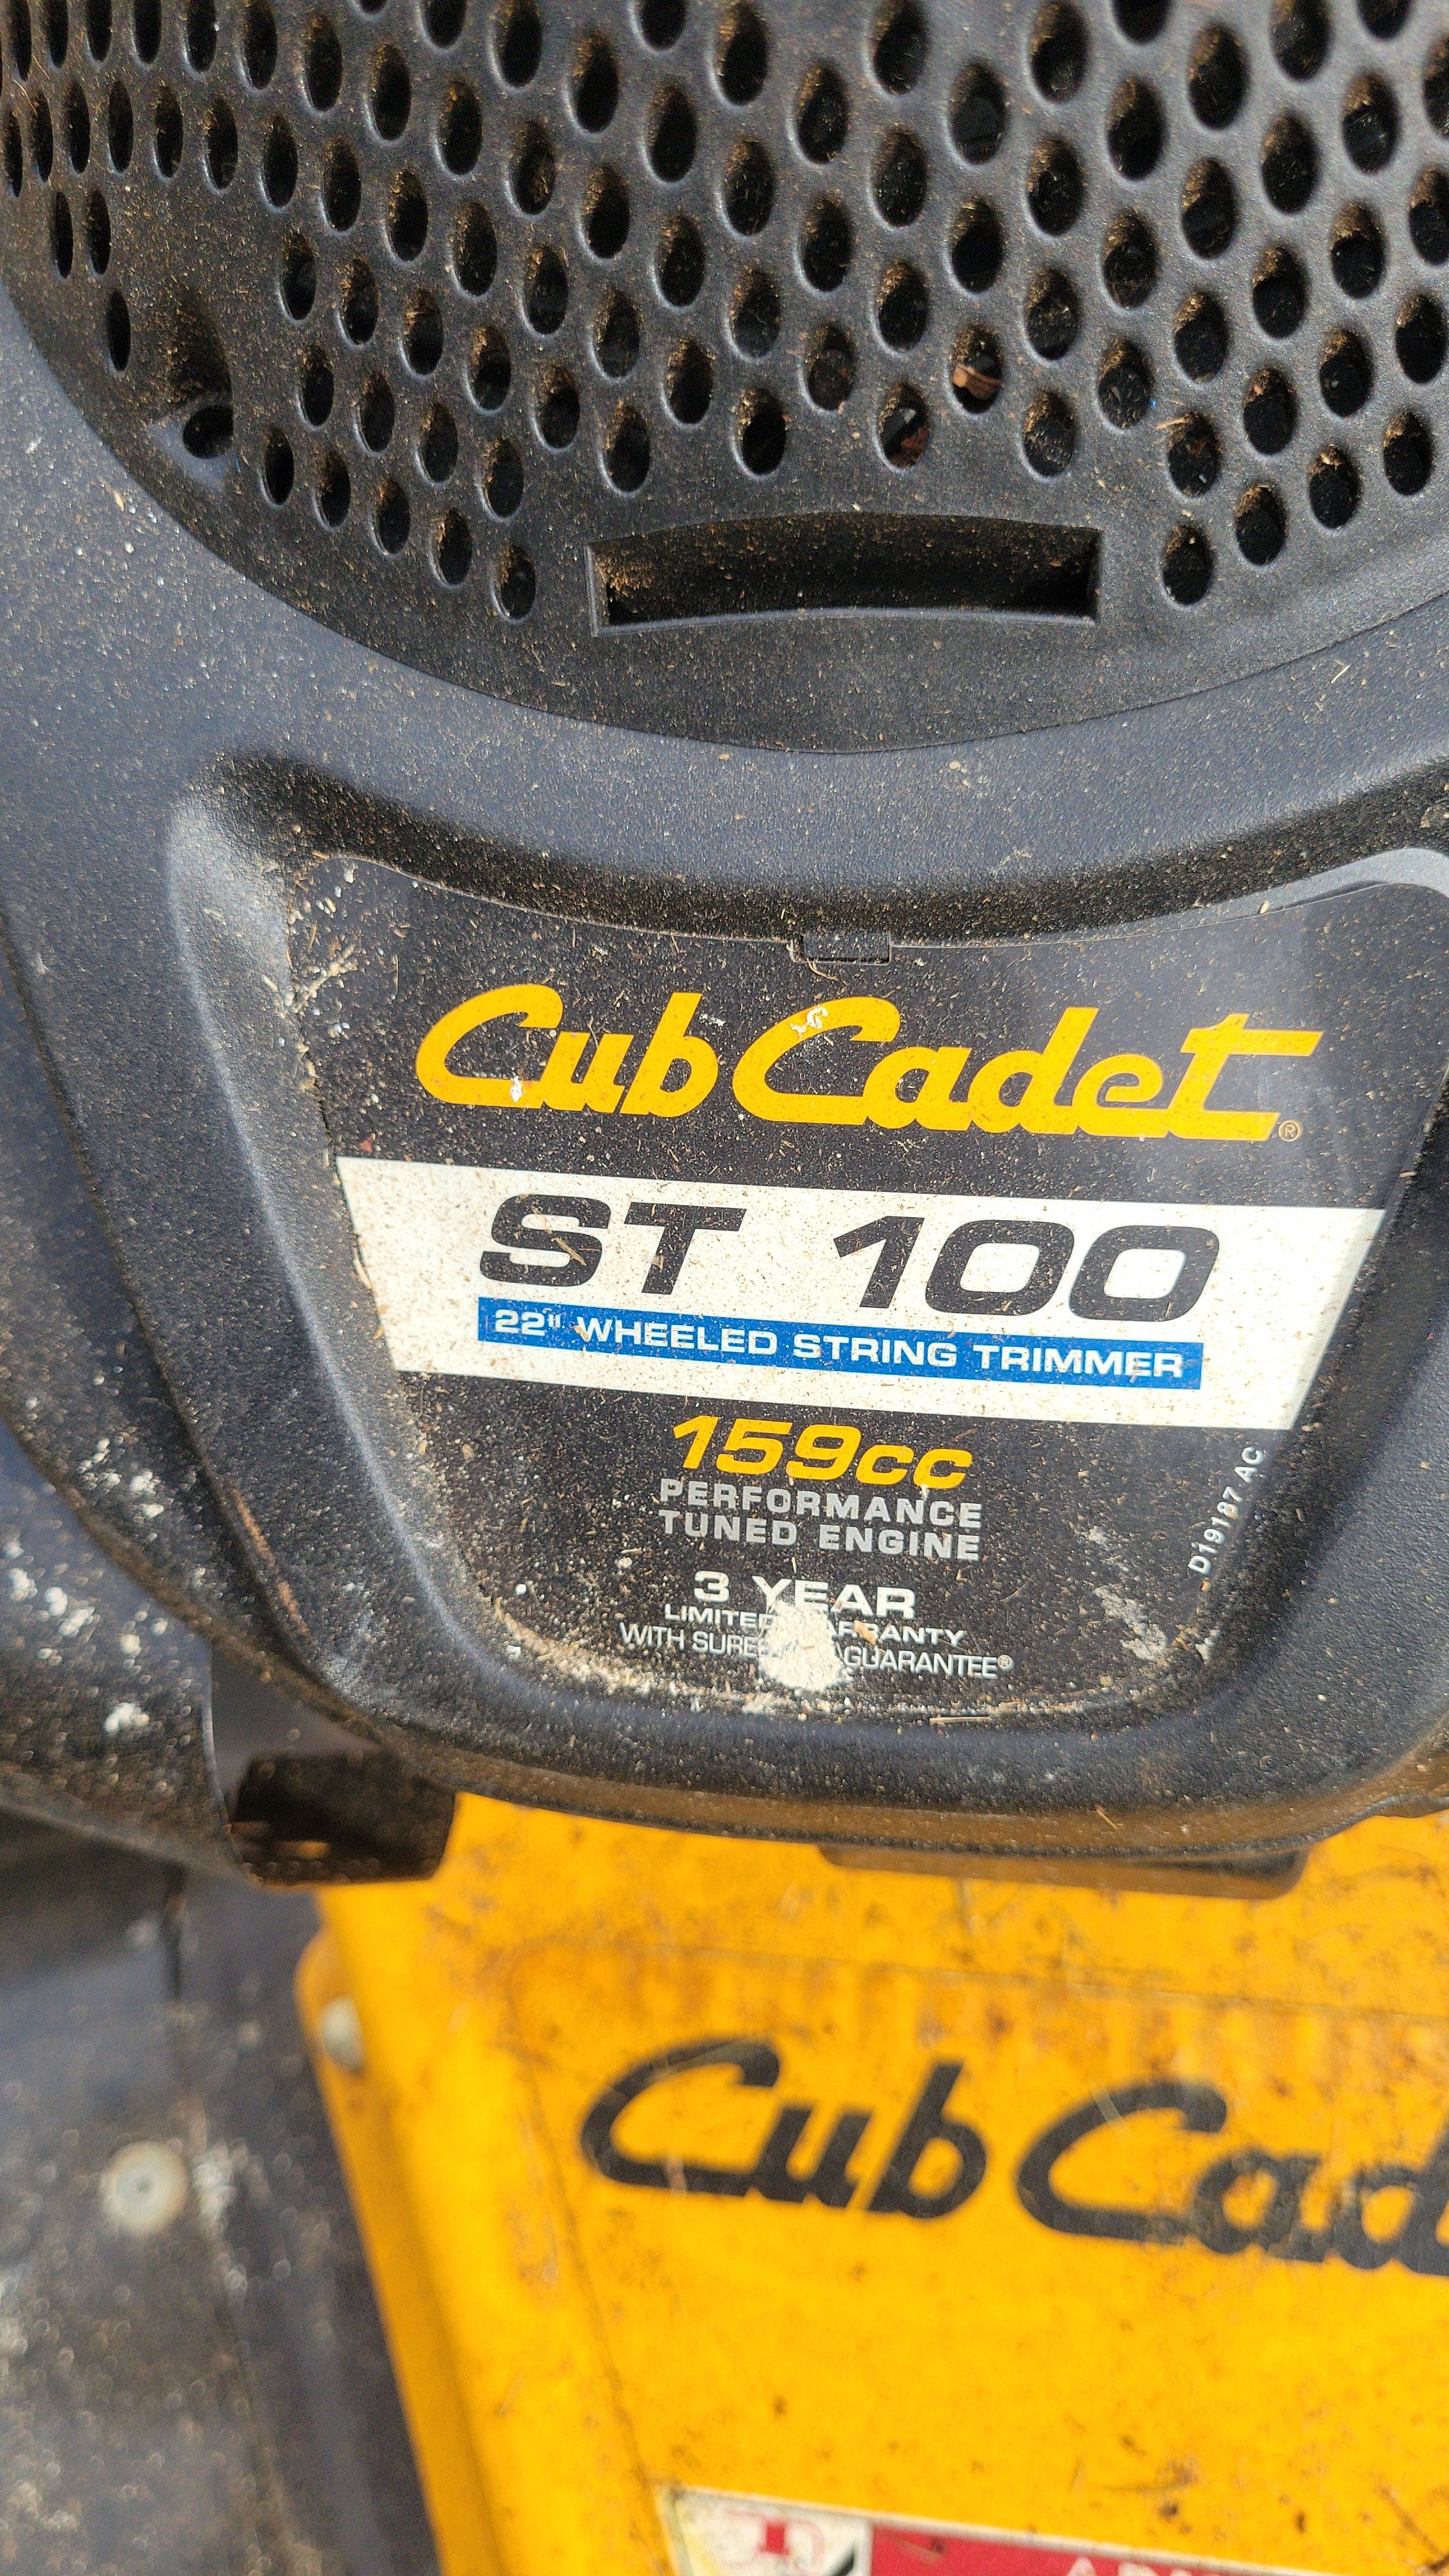 Cub Cadet®
ST 100
22" WHEELED STRING TRIMMER
159cc
PERFORMANCE
TUNED ENGINE
3 YEAR
LIMITED WARRANTY
WITH GUARANTEE®
D19187 AC
Cub Cad